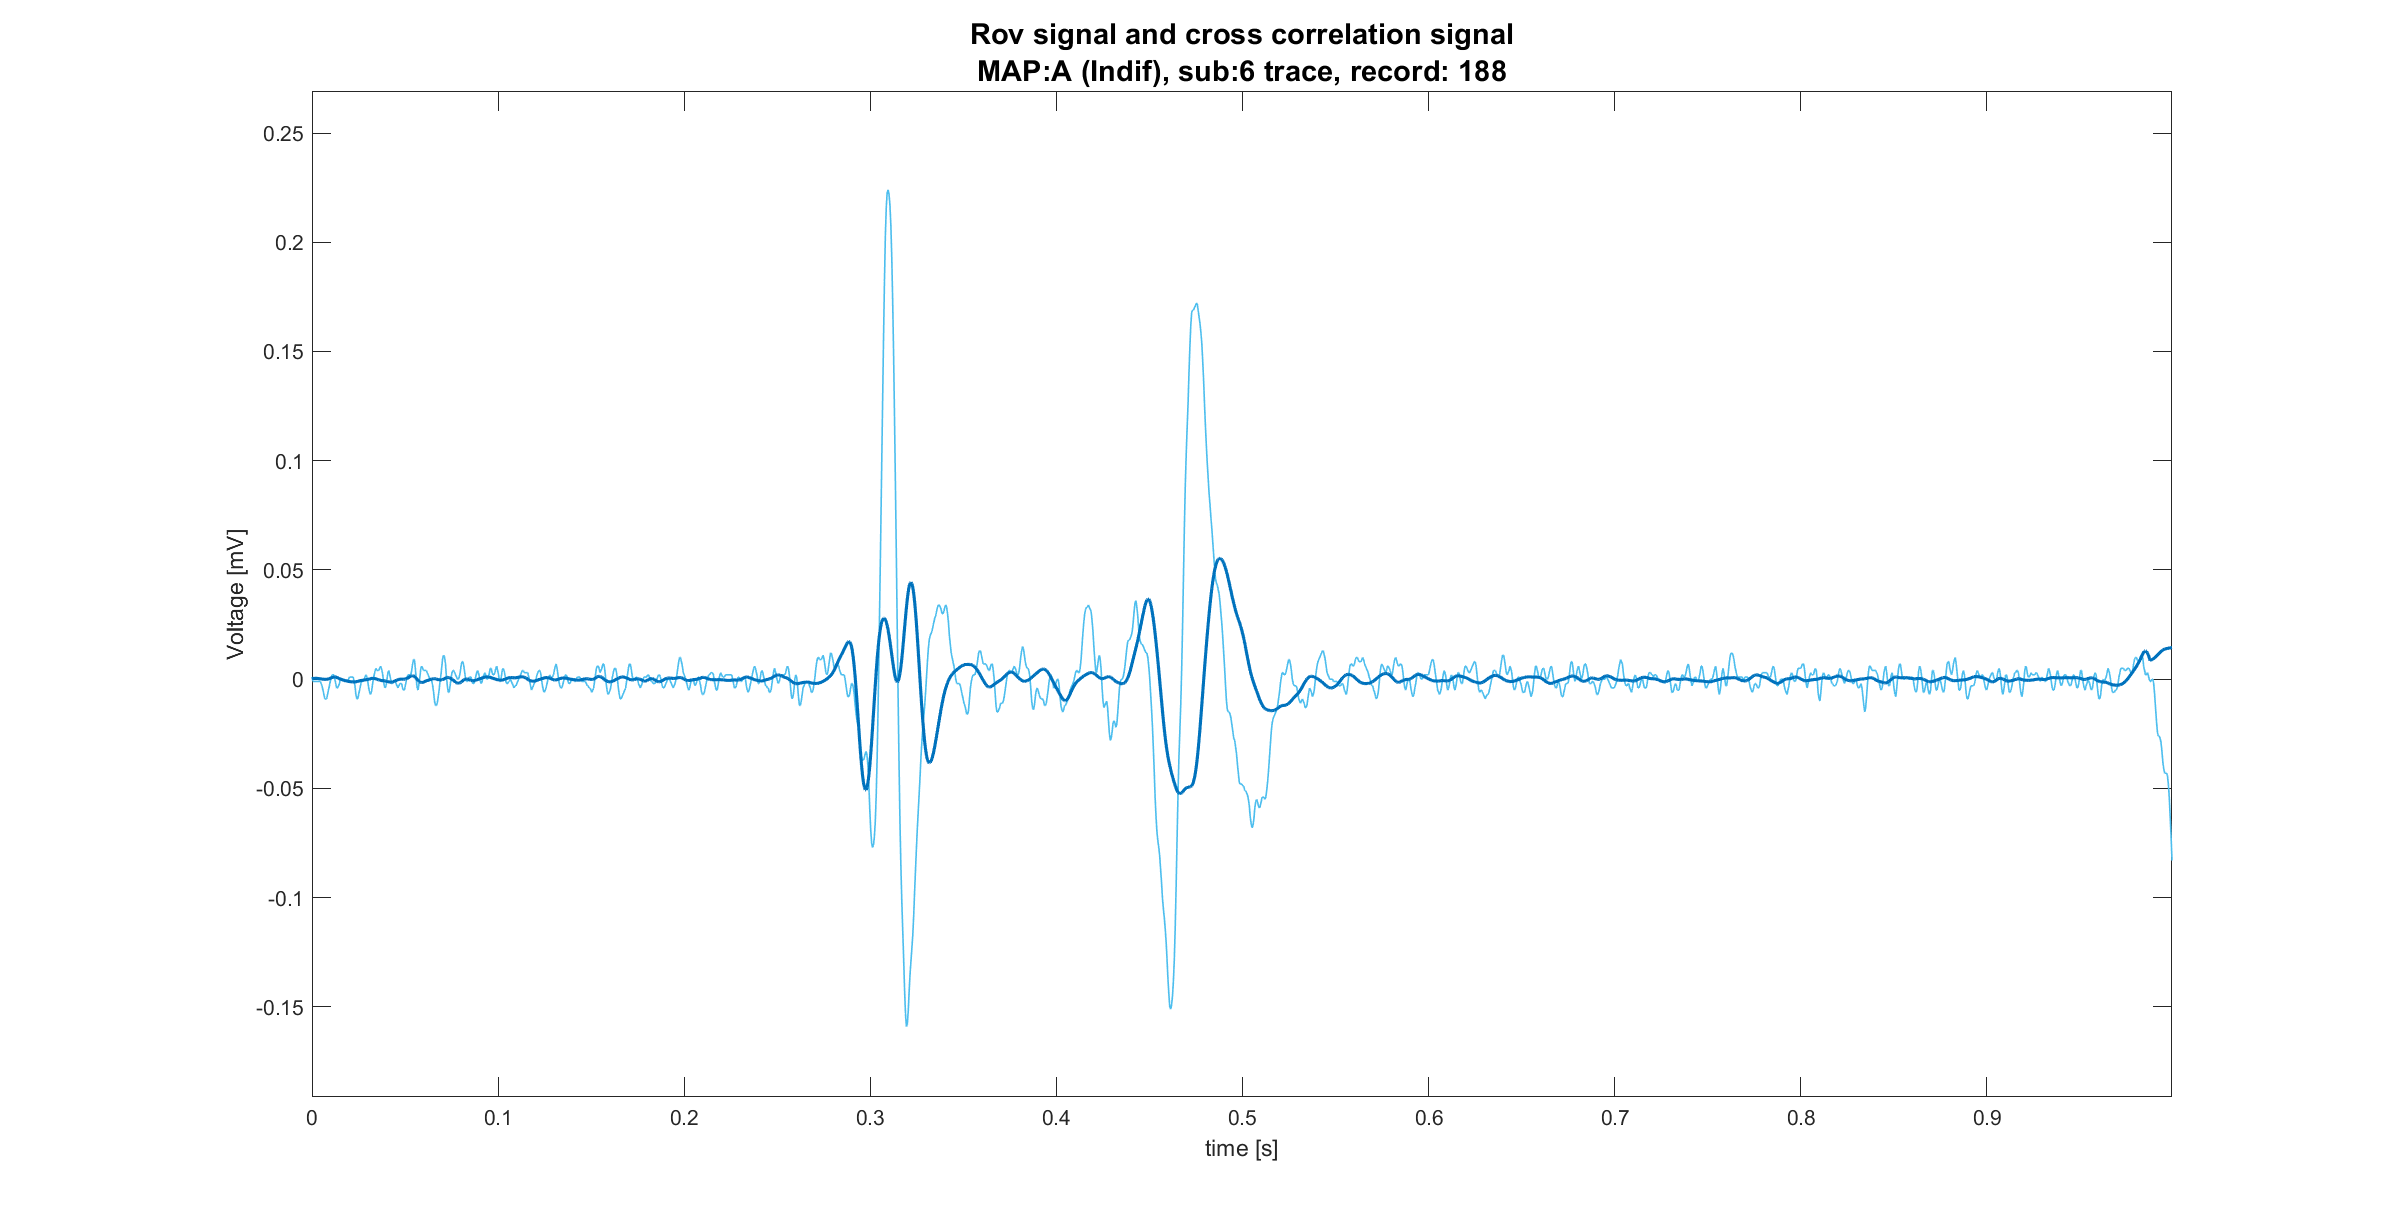 Rov signal and cross correlation signal
MAP:A (Indif), sub:6 trace, record: 188
Voltage [mV]
0.25
0.2
0.15
0.1
0.05
0
-0.05
-0.1
-0.15
0 0.1 0.2 0.3 0.4 0.5 0.6 0.7 0.8 0.9
time [s]